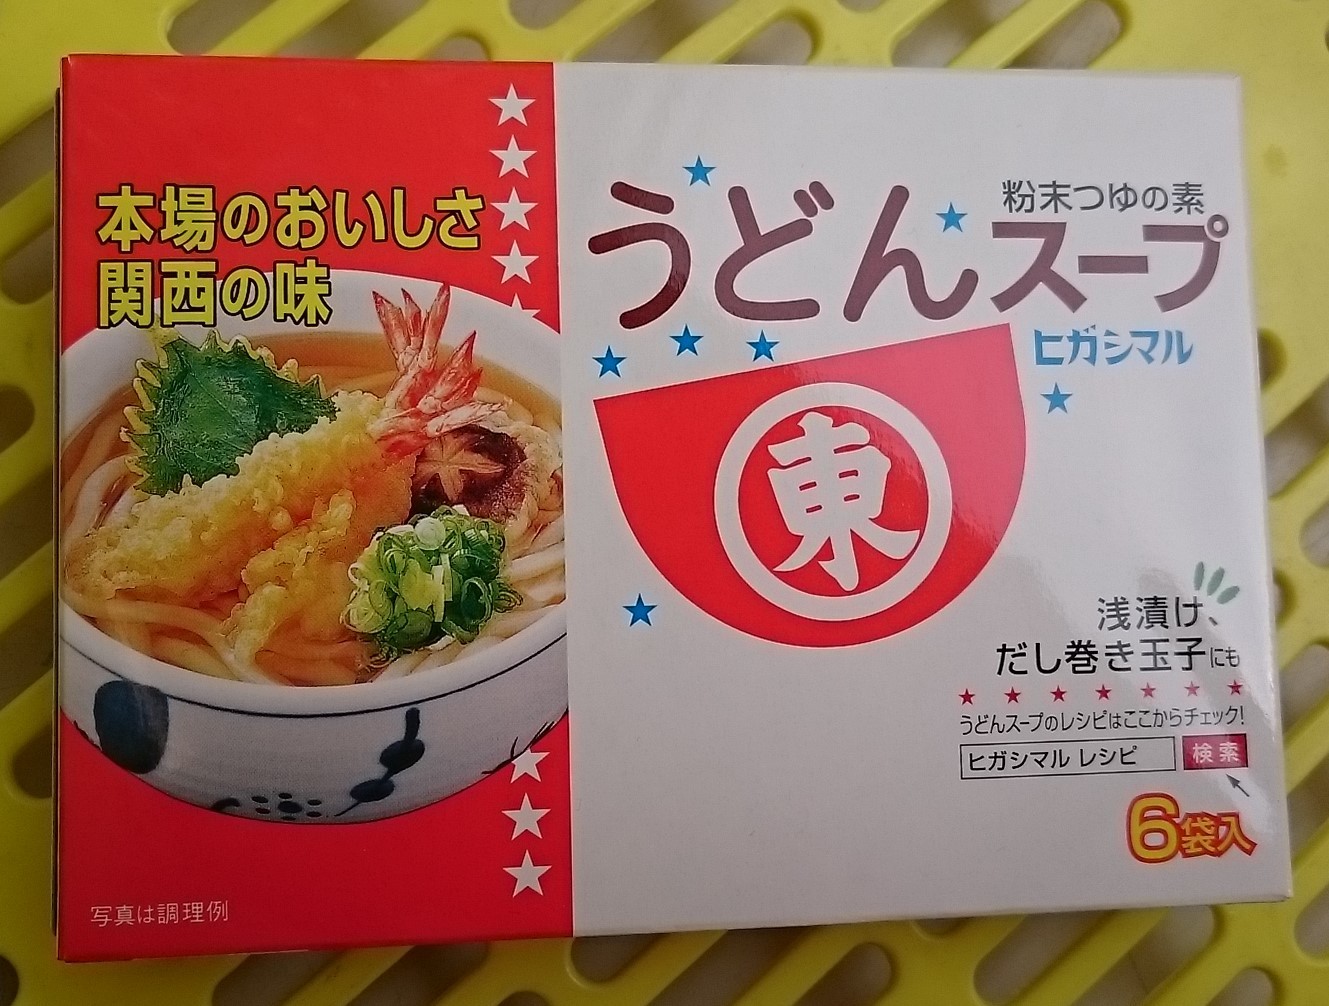 本場のおいしさ
関西の味
写真は調理例
粉末つゆの素
うどんスープ
ヒガシマル
東
浅漬け、
だし巻き玉子にも
うどんスープのレシピはここからチェック!
ヒガシマル レシピ 検索
6袋入